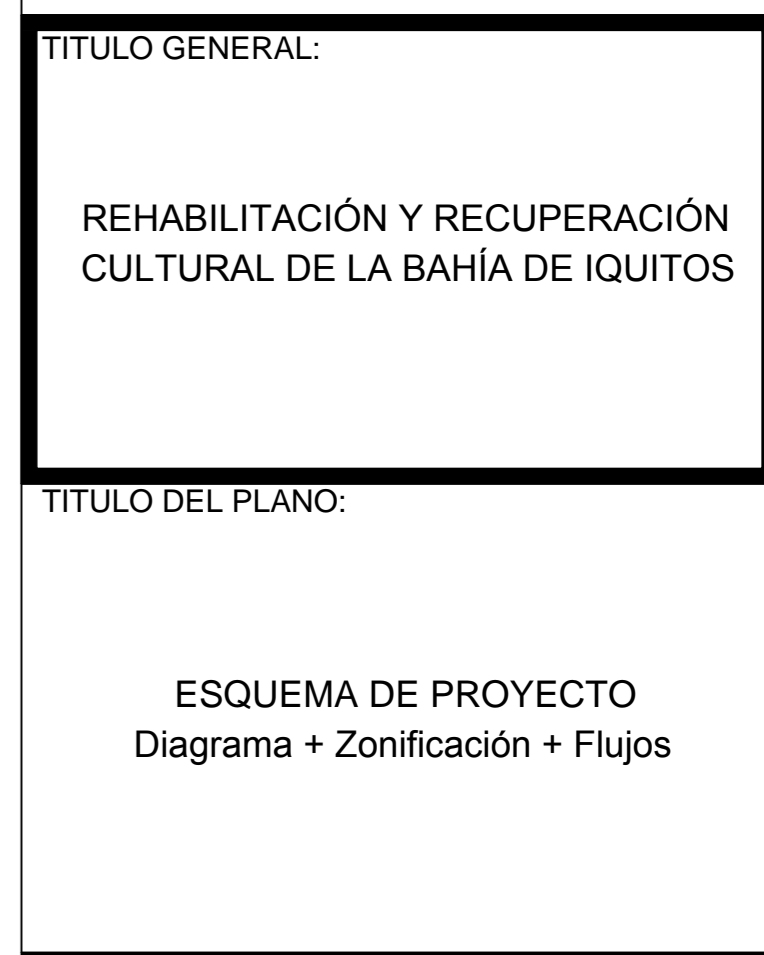 TITULO GENERAL:
REHABILITACIÓN Y RECUPERACIÓN
CULTURAL DE LA BAHÍA DE IQUITOS
TITULO DEL PLANO:
ESQUEMA DE PROYECTO
Diagrama + Zonificación + Flujos